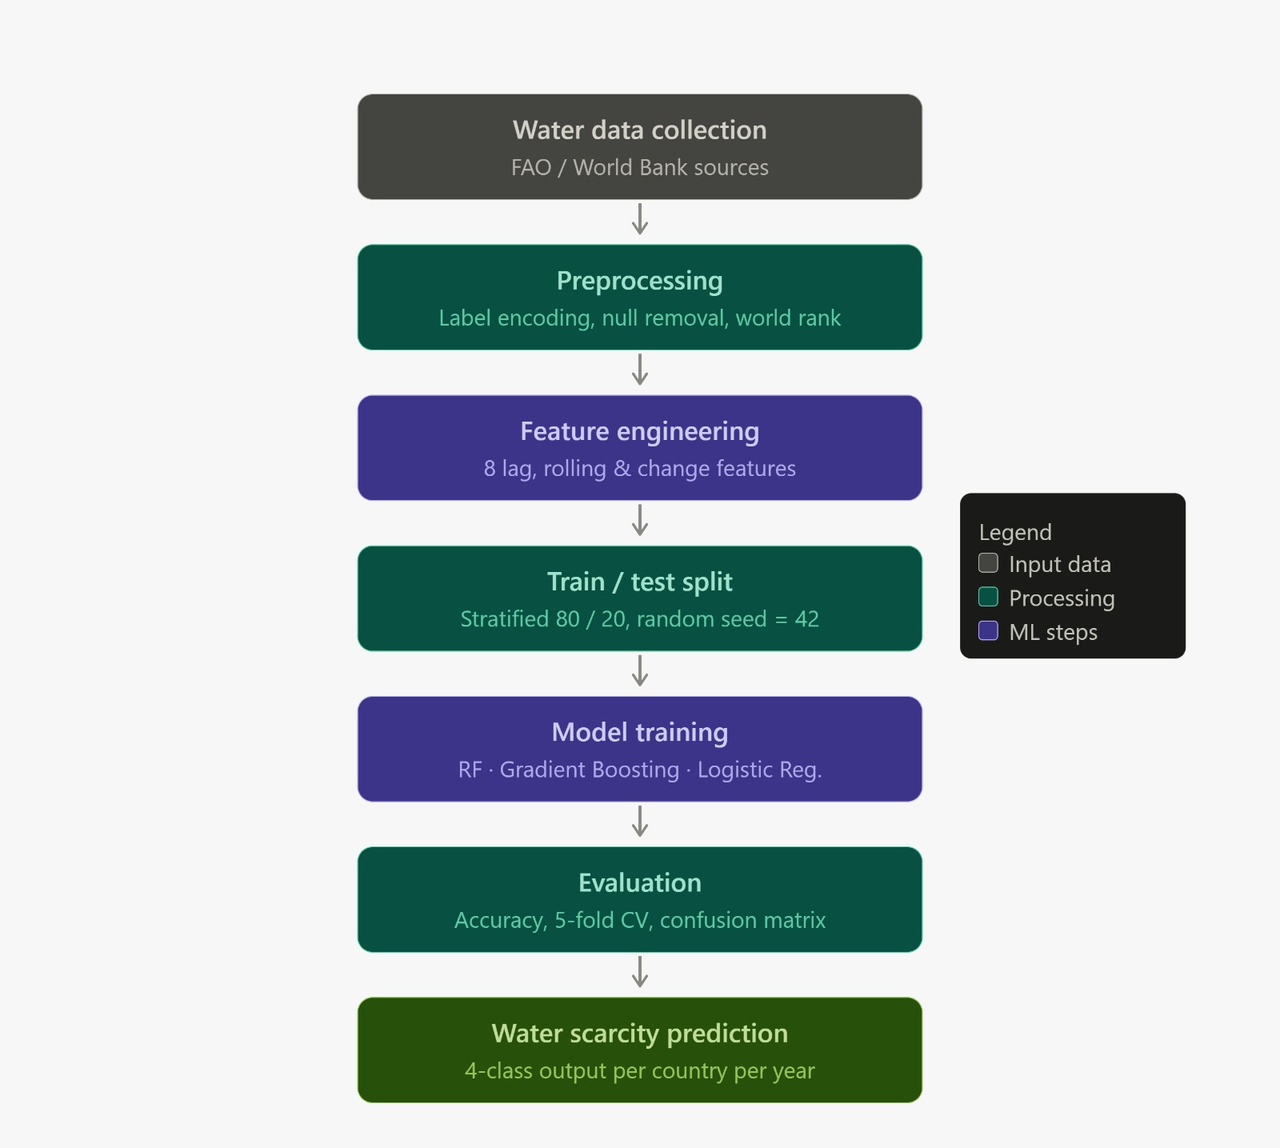 Water data collection
FAO / World Bank sources
Preprocessing
Label encoding, null removal, world rank
Feature engineering
8 lag, rolling & change features
Train / test split
Stratified 80 / 20, random seed = 42
Model training
RF · Gradient Boosting · Logistic Reg.
Evaluation
Accuracy, 5-fold CV, confusion matrix
Water scarcity prediction
4-class output per country per year
Legend
Input data
Processing
ML steps